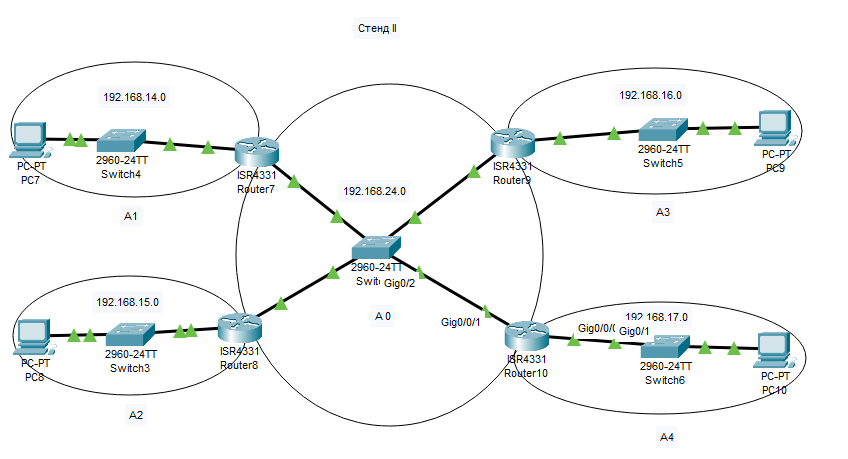 Стенд II
192.168.14.0
PC-PT
PC7
2960-24TT
Switch4
ISR4331
Router7
A1
192.168.16.0
ISR4331
Router9
2960-24TT
Switch5
PC-PT
PC9
A3
192.168.24.0
2960-24TT
Gig0/2
A0
Gig0/0/1
192.168.15.0
PC-PT
PC8
2960-24TT
Switch3
ISR4331
Router8
A2
192.168.17.0
Gig0/0/
Gig0/1
ISR4331
Router10
2960-24TT
Switch6
PC-PT
PC10
A4